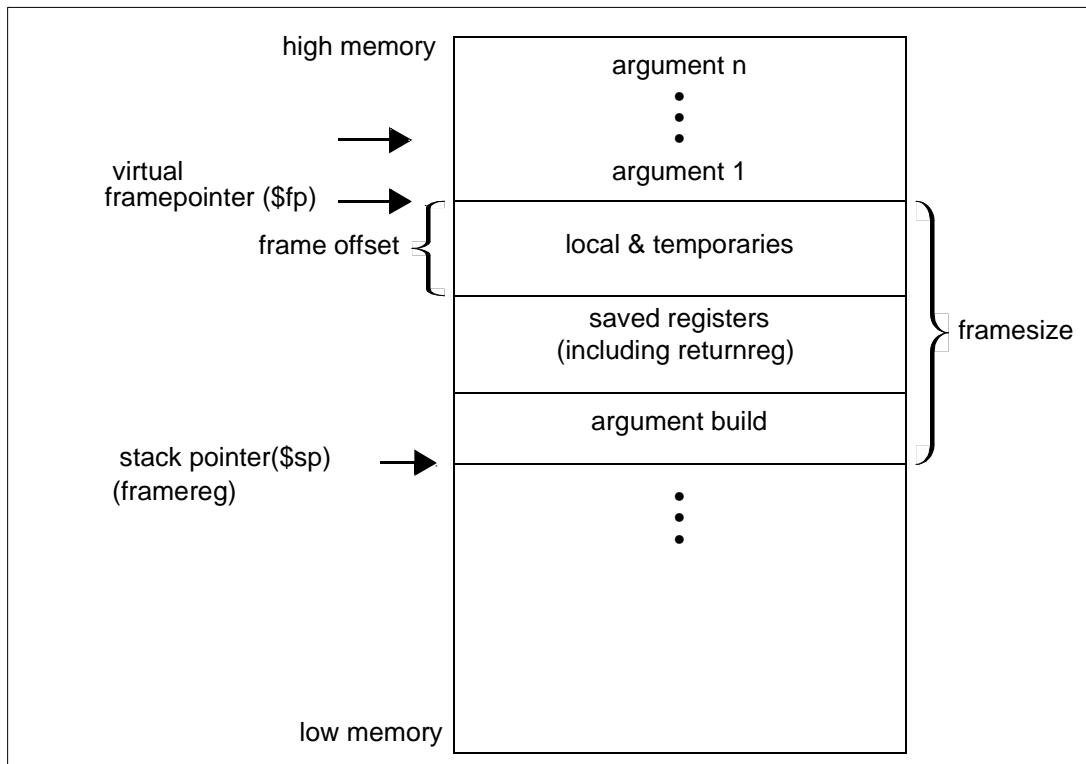 high memory
argument n
argument 1
virtual
framepointer ($fp)
frame offset
local & temporaries
saved registers
(including returnreg)
framesize
argument build
stack pointer($sp)
(framereg)
low memory